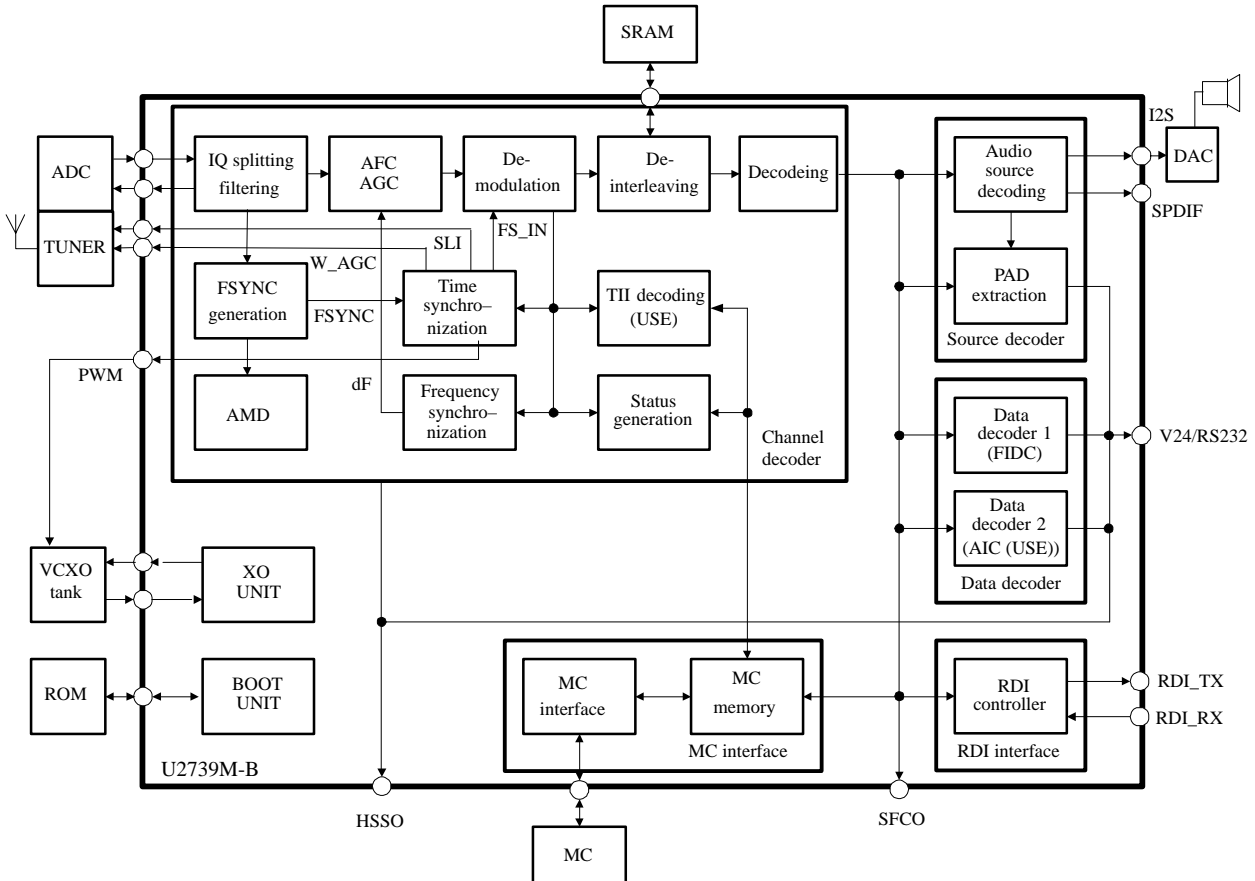 SRAM
I2S
ADC
IQ splitting
filtering
AFC
AGC
De-
modulation
De-
interleaving
Decodeing
Audio
source
decoding
DAC
SPDIF
TUNER
SLI
FS_IN
W_AGC
FSYNC
generation
FSYNC
Time
synchro-
nization
TII decoding
(USE)
PAD
extraction
Source decoder
PWM
dF
AMD
Frequency
synchro-
nization
Status
generation
Channel
decoder
Data
decoder 1
(FIDC)
V24/RS232
Data
decoder 2
(AIC (USE))
Data decoder
VCXO
tank
XO
UNIT
ROM
BOOT
UNIT
MC
interface
MC
memory
MC interface
RDI
controller
RDI interface
RDI_TX
RDI_RX
U2739M-B
HSSO
SFCO
MC